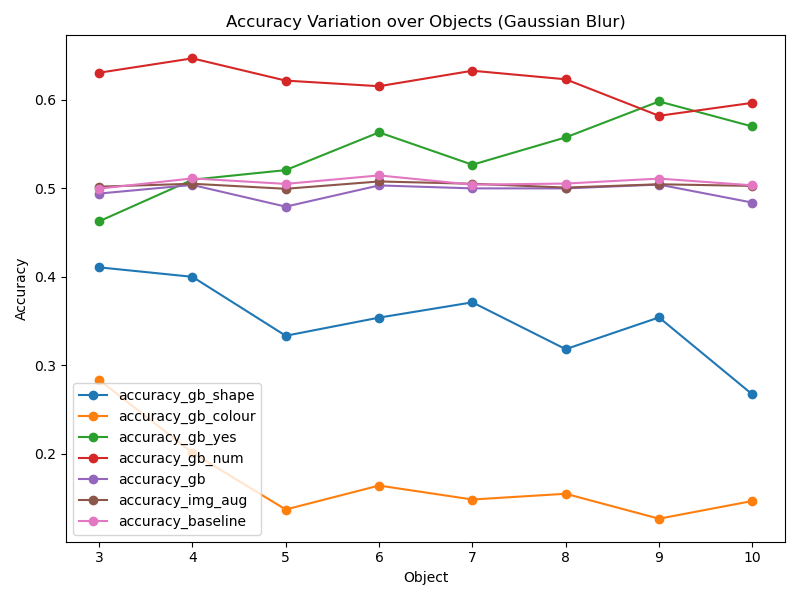 Accuracy Variation over Objects (Gaussian Blur)
Accuracy
0.6
0.5
0.4
0.3
0.2
accuracy_gb_shape
accuracy_gb_colour
accuracy_gb_yes
accuracy_gb_num
accuracy_gb
accuracy_img_aug
accuracy_baseline
3 4 5 6 7 8 9 10
Object